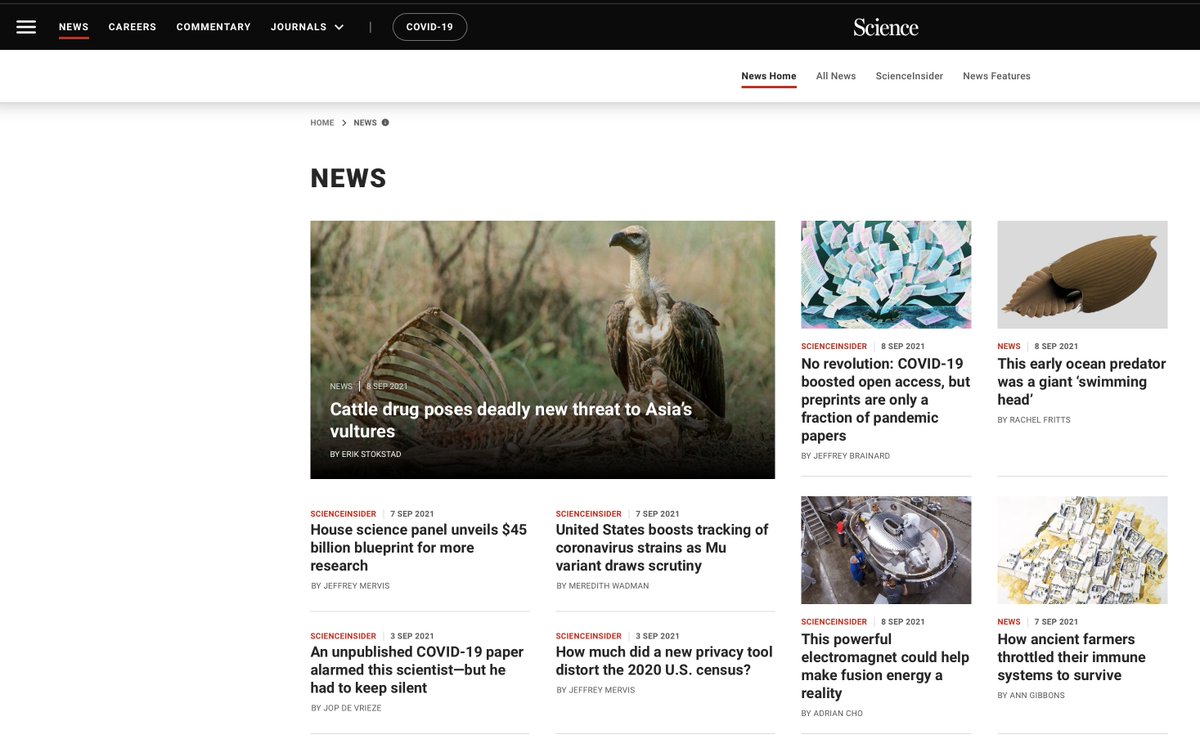 NEWS CAREERS COMMENTARY JOURNALS | COVID-19 Science
News Home All News ScienceInsider News Features
HOME > NEWS
NEWS
NEWS | 8 SEP 2021
Cattle drug poses deadly new threat to Asia’s
vultures
BY ERIK STOKSTAD
SCIENCEINSIDER | 8 SEP 2021
No revolution: COVID-19
boosted open access, but
preprints are only a
fraction of pandemic
papers
BY JEFFREY BRAINARD
NEWS | 8 SEP 2021
This early ocean predator
was a giant ‘swimming
head’
BY RACHEL FRITTS
SCIENCEINSIDER | 7 SEP 2021
House science panel unveils $45
billion blueprint for more
research
BY JEFFREY MERVIS
SCIENCEINSIDER | 7 SEP 2021
United States boosts tracking of
coronavirus strains as Mu
variant draws scrutiny
BY MEREDITH WADMAN
SCIENCEINSIDER | 3 SEP 2021
An unpublished COVID-19 paper
alarmed this scientist—but he
had to keep silent
BY JOP DE VRIEZE
SCIENCEINSIDER | 3 SEP 2021
How much did a new privacy tool
distort the 2020 U.S. census?
BY JEFFREY MERVIS
SCIENCEINSIDER | 8 SEP 2021
This powerful
electromagnet could help
make fusion energy a
reality
BY ADRIAN CHO
NEWS | 7 SEP 2021
How ancient farmers
throttled their immune
systems to survive
BY ANN GIBBONS